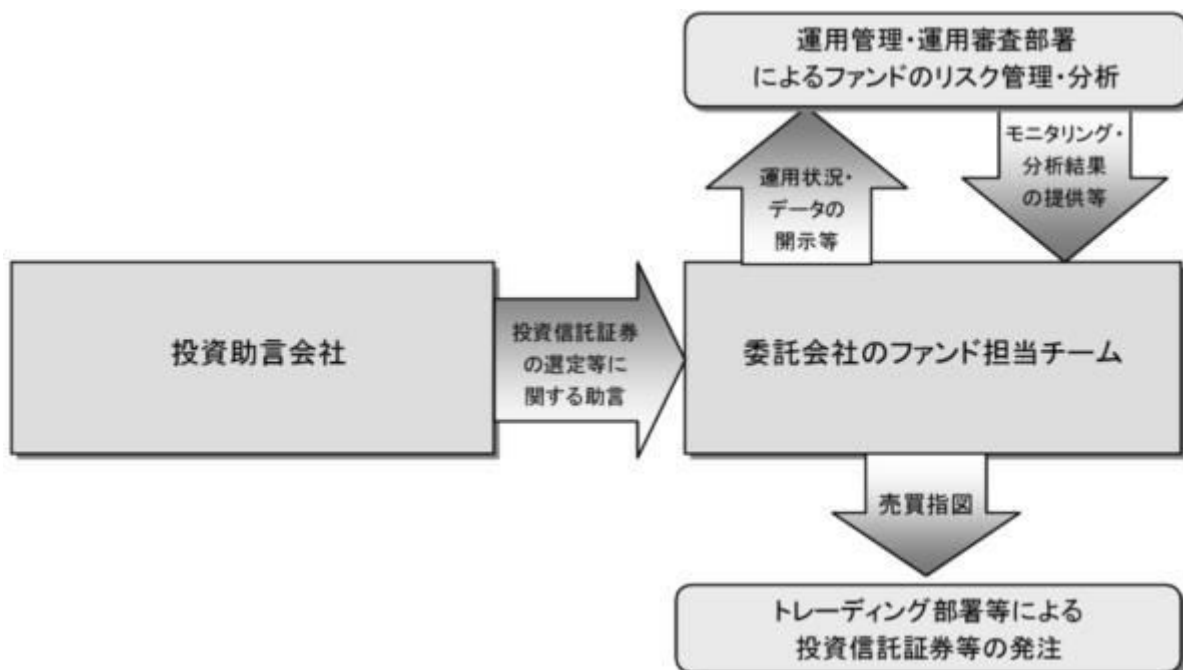 運用管理・運用審査部署
によるファンドのリスク管理・分析
運用状況・
データの
開示等
モニタリング・
分析結果
の提供等
投資助言会社
投資信託証券
の選定等に
関する助言
委託会社のファンド担当チーム
売買指図
トレーディング部署等による
投資信託証券等の発注